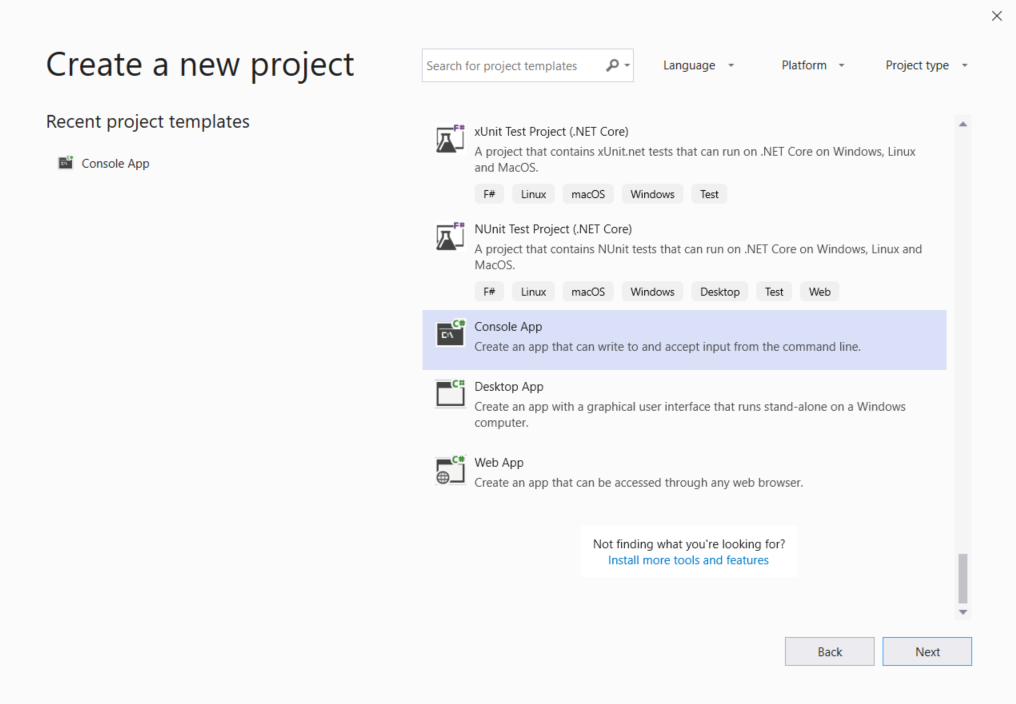 Create a new project
Search for project templates
Language
Platform
Project type
Recent project templates
Console App
F#
xUnit Test Project (.NET Core)
A project that contains xUnit.net tests that can run on .NET Core on Windows, Linux
and MacOS.
F# Linux macOS Windows Test
F#
NUnit Test Project (.NET Core)
A project that contains NUnit tests that can run on .NET Core on Windows, Linux and
MacOS.
F# Linux macOS Windows Desktop Test Web
C#
C:\
Console App
Create an app that can write to and accept input from the command line.
C#
Desktop App
Create an app with a graphical user interface that runs stand-alone on a Windows
computer.
C#
Web App
Create an app that can be accessed through any web browser.
Not finding what you're looking for?
Install more tools and features
Back
Next